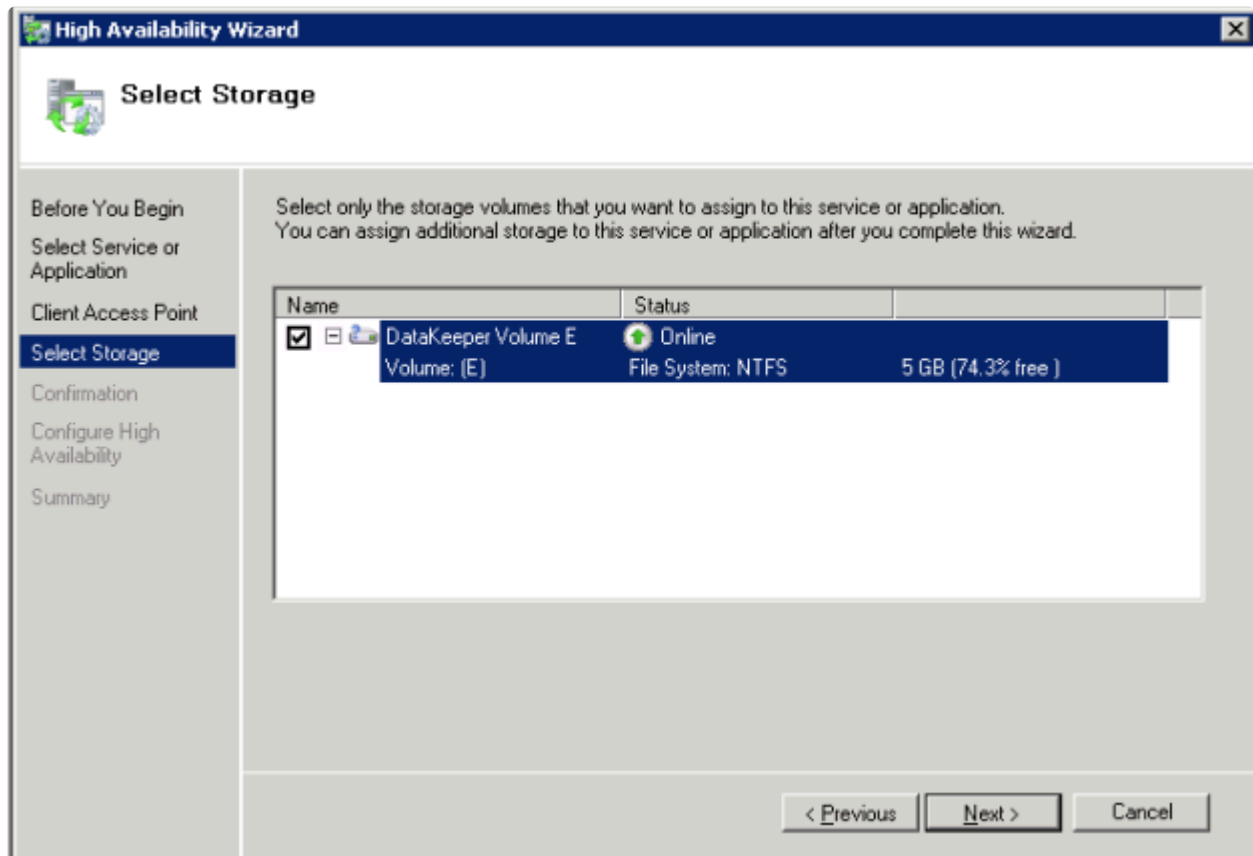 High Availability Wizard
Select Storage
Before You Begin
Select Service or
Application
Client Access Point
Select Storage
Confirmation
Configure High
Availability
Summary
Select only the storage volumes that you want to assign to this service or application.
You can assign additional storage to this service or application after you complete this wizard.
Name Status
DataKeeper Volume E Online
Volume: (E) File System: NTFS 5 GB (74.3% free )
< Previous Next > Cancel